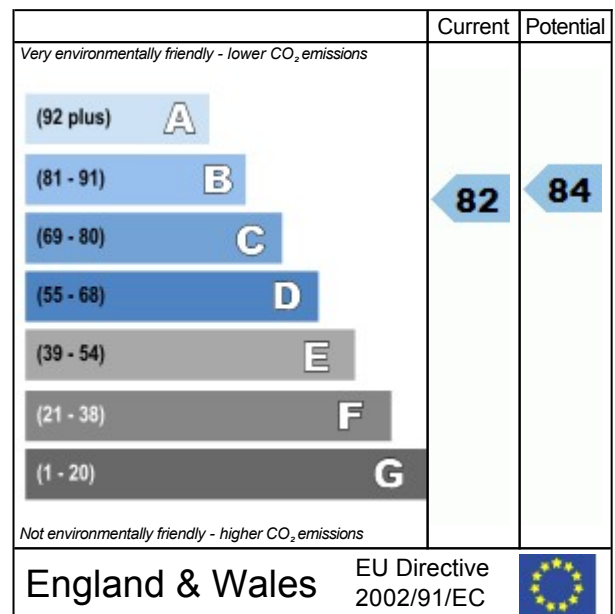 Current Potential
Very environmentally friendly - lower CO₂ emissions
(92 plus) A
(81 - 91) B
(69 - 80) C
(55 - 68) D
(39 - 54) E
(21 - 38) F
(1 - 20) G
82
84
Not environmentally friendly - higher CO₂ emissions
England & Wales
EU Directive
2002/91/EC